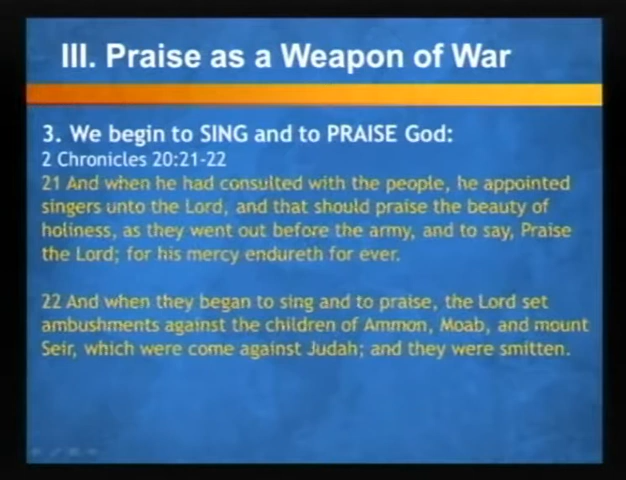 III. Praise as a Weapon of War
3. We begin to SING and to PRAISE God:
2 Chronicles 20:21-22
21 And when he had consulted with the people, he appointed
singers unto the Lord, and that should praise the beauty of
holiness, as they went out before the army, and to say, Praise
the Lord; for his mercy endureth for ever.
22 And when they began to sing and to praise, the Lord set
ambushments against the children of Ammon, Moab, and mount
Seir, which were come against Judah; and they were smitten.